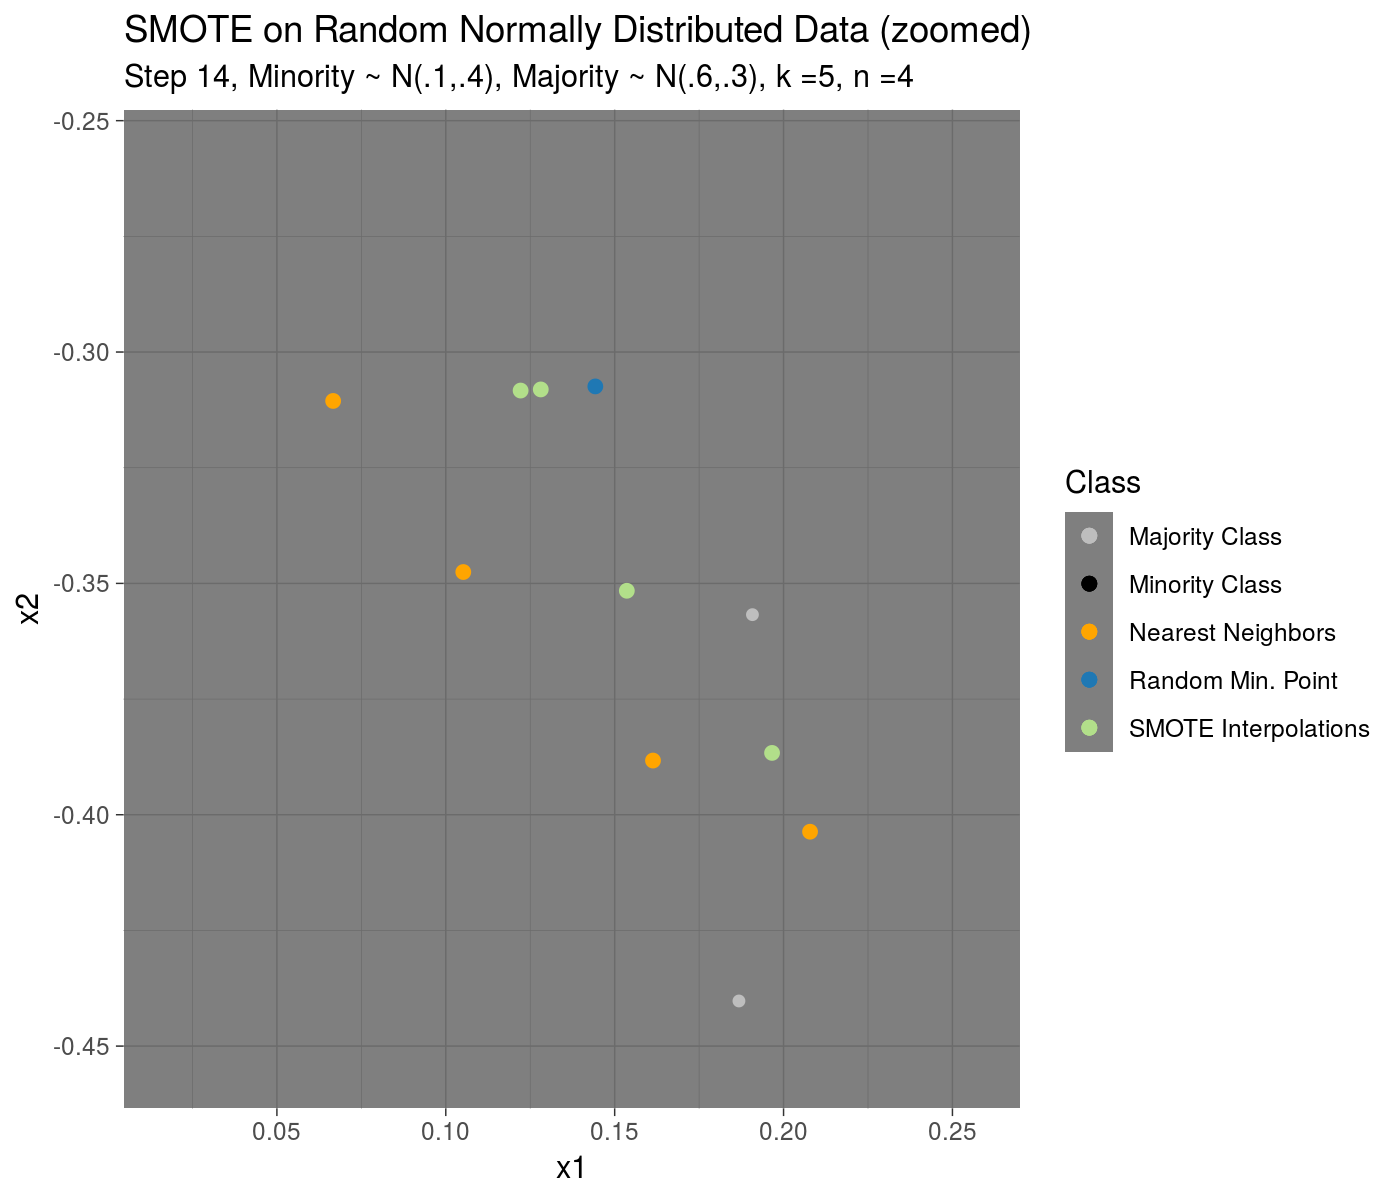 SMOTE on Random Normally Distributed Data (zoomed)
Step 14, Minority ~ N(.1,.4), Majority ~ N(.6,.3), k =5, n =4
-0.25
-0.30
-0.35
-0.40
-0.45
x2
0.05 0.10 0.15 0.20 0.25
x1
Class
Majority Class
Minority Class
Nearest Neighbors
Random Min. Point
SMOTE Interpolations